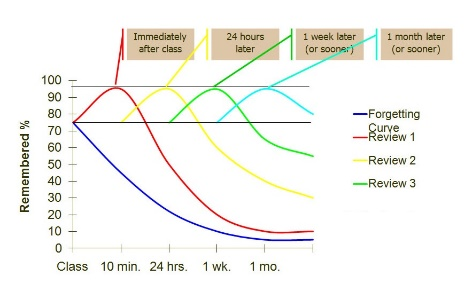 Immediately
after class
24 hours
later
1 week later
(or sooner)
1 month later
(or sooner)
100
90
80
70
60
50
40
30
20
10
0
Remembered %
Class 10 min. 24 hrs. 1 wk. 1 mo.
Forgetting
Curve
Review 1
Review 2
Review 3